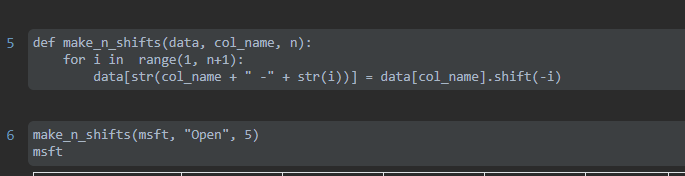 5 def make_n_shifts(data, col_name, n):
for i in  range(1, n+1):
data[str(col_name + " -" + str(i))] = data[col_name].shift(-i)
6 make_n_shifts(msft, "Open", 5)
msft